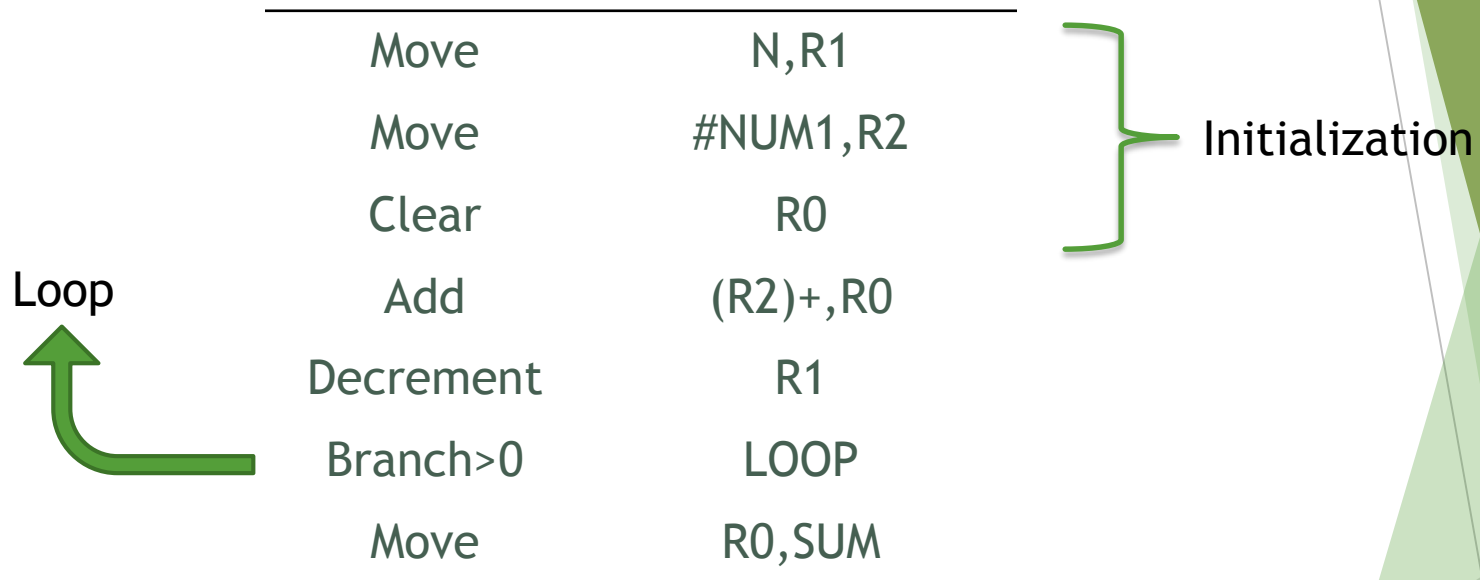 Move N,R1
Move #NUM1,R2
Initialization
Clear R0
Loop Add (R2)+,R0
Decrement R1
Branch>0 LOOP
Move R0,SUM